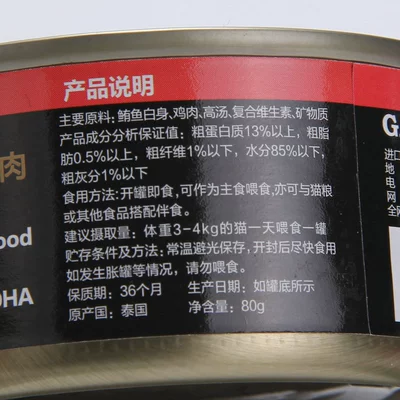 产品说明
主要原料：鲔鱼白身,鸡肉,高汤,复合维生素,矿物质
产品成分分析保证值：粗蛋白质13%以上，粗脂
肪0.5%以上，粗纤维1%以下，水分85%以下，
粗灰分1%以下
食用方法:开罐即食,可作为主食喂食,亦可与猫粮
或其他食品搭配伴食。
建议摄取量：体重3-4kg的猫一天喂食一罐
贮存条件及方法:常温避光保存,开封后尽快食用
如发生胀罐等情况，请勿喂食。
保质期：36个月 生产日期：如罐底所示
原产国：泰国 净含量：80g
肉
ood
DHA
G
进口
地
电
网
全网